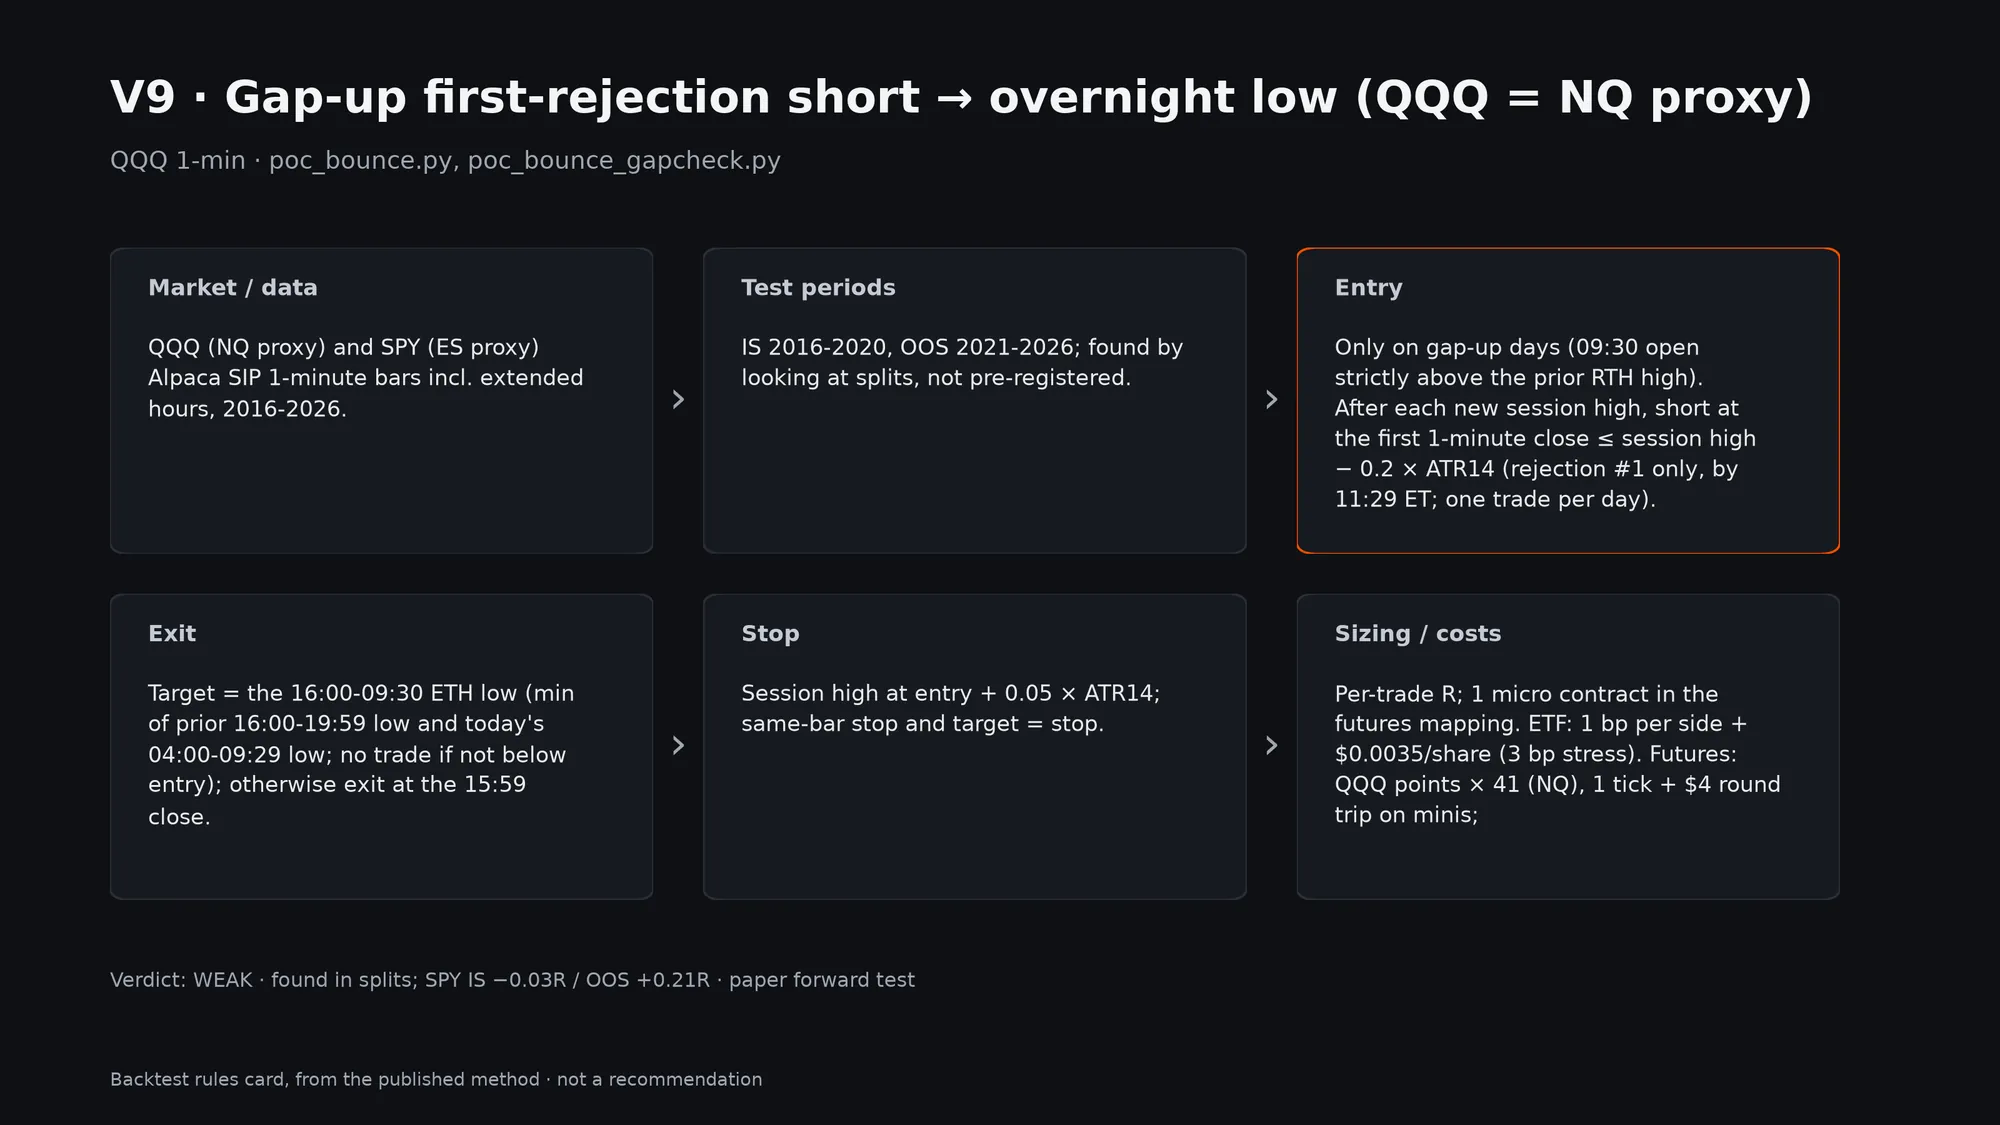 V9 · Gap-up first-rejection short → overnight low (QQQ = NQ proxy)
QQQ 1-min · poc_bounce.py, poc_bounce_gapcheck.py
Market / data
QQQ (NQ proxy) and SPY (ES proxy)
Alpaca SIP 1-minute bars incl. extended
hours, 2016-2026.
›
Test periods
IS 2016-2020, OOS 2021-2026; found by
looking at splits, not pre-registered.
›
Entry
Only on gap-up days (09:30 open
strictly above the prior RTH high).
After each new session high, short at
the first 1-minute close ≤ session high
− 0.2 × ATR14 (rejection #1 only, by
11:29 ET; one trade per day).
Exit
Target = the 16:00-09:30 ETH low (min
of prior 16:00-19:59 low and today's
04:00-09:29 low; no trade if not below
entry); otherwise exit at the 15:59
close.
›
Stop
Session high at entry + 0.05 × ATR14;
same-bar stop and target = stop.
›
Sizing / costs
Per-trade R; 1 micro contract in the
futures mapping. ETF: 1 bp per side +
$0.0035/share (3 bp stress). Futures:
QQQ points × 41 (NQ), 1 tick + $4 round
trip on minis;
Verdict: WEAK · found in splits; SPY IS −0.03R / OOS +0.21R · paper forward test
Backtest rules card, from the published method · not a recommendation